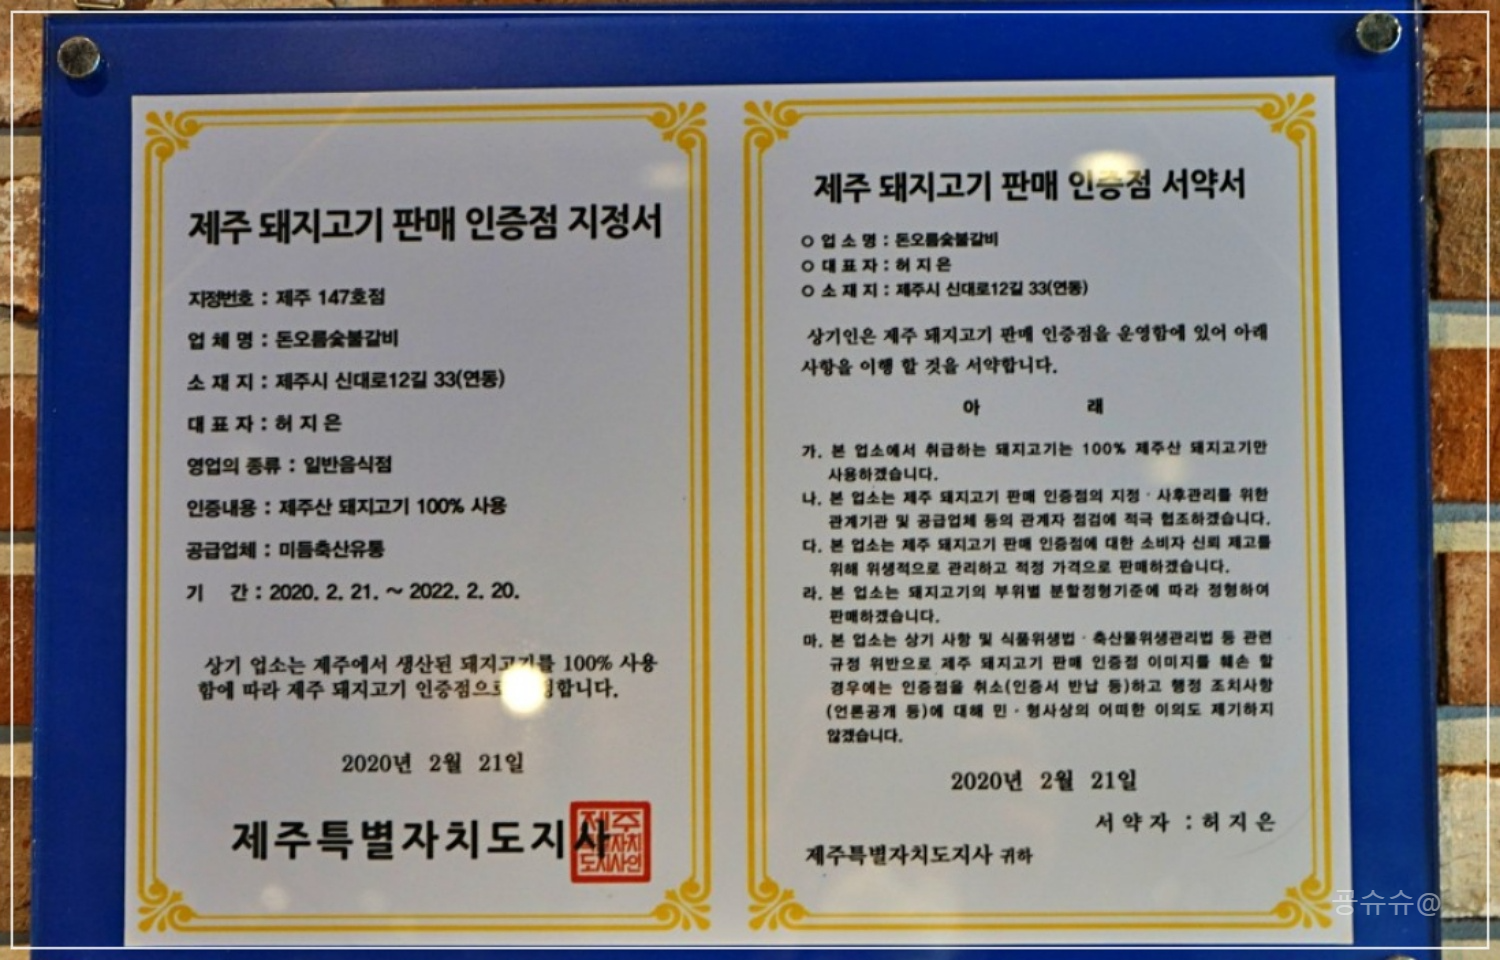 제주 돼지고기 판매 인증점 지정서
지정번호 : 제주 147호점
업 체 명 : 돈오름숯불갈비
소 재 지 : 제주시 신대로12길 33(연동)
대 표 자 : 허 지 은
영업의 종류 : 일반음식점
인증내용 : 제주산 돼지고기 100% 사용
공급업체 : 미듬축산유통
기 간 : 2020. 2. 21. ~ 2022. 2. 20.
상기 업소는 제주에서 생산된 돼지고기를 100% 사용
함에 따라 제주 돼지고기 인증점으로 지정합니다.
2020년 2월 21일
제주특별자치도지사
제주 돼지고기 판매 인증점 서약서
○ 업 소 명 : 돈오름숯불갈비
○ 대 표 자 : 허 지 은
○ 소 재 지 : 제주시 신대로12길 33(연동)
상기인은 제주 돼지고기 판매 인증점을 운영함에 있어 아래
사항을 이행 할 것을 서약합니다.
아 래
가. 본 업소에서 취급하는 돼지고기는 100% 제주산 돼지고기만
사용하겠습니다.
나. 본 업소는 제주 돼지고기 판매 인증점의 지정 · 사후관리를 위한
관계기관 및 공급업체 등의 관계자 점검에 적극 협조하겠습니다.
다. 본 업소는 제주 돼지고기 판매 인증점에 대한 소비자 신뢰 제고를
위해 위생적으로 관리하고 적정 가격으로 판매하겠습니다.
라. 본 업소는 돼지고기의 부위별 분할정형기준에 따라 정형하여
판매하겠습니다.
마. 본 업소는 상기 사항 및 식품위생법 · 축산물위생관리법 등 관련
규정 위반으로 제주 돼지고기 판매 인증점 이미지를 훼손 할
경우에는 인증점을 취소(인증서 반납 등)하고 행정 조치사항
(언론공개 등)에 대해 민 · 형사상의 어떠한 이의도 제기하지
않겠습니다.
2020년 2월 21일
서 약 자 : 허 지 은
제주특별자치도지사 귀하